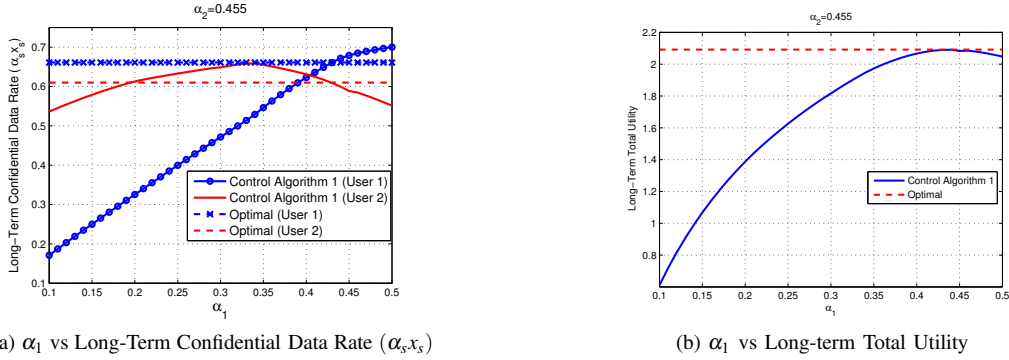 α2=0.455
Long−Term Confidential Data Rate (αs xs)
0.7
0.6
0.5
0.4
0.3
0.2
0.1
Control Algorithm 1 (User 1)
Control Algorithm 1 (User 2)
Optimal (User 1)
Optimal (User 2)
0.1 0.15 0.2 0.25 0.3 0.35 0.4 0.45 0.5
α1
a) α1 vs Long-Term Confidential Data Rate (αsxs)
α2=0.455
Long−Term Total Utility
2.2
2
1.8
1.6
1.4
1.2
1
0.8
Control Algorithm 1
Optimal
0.1 0.15 0.2 0.25 0.3 0.35 0.4 0.45 0.5
α1
(b) α1 vs Long-term Total Utility